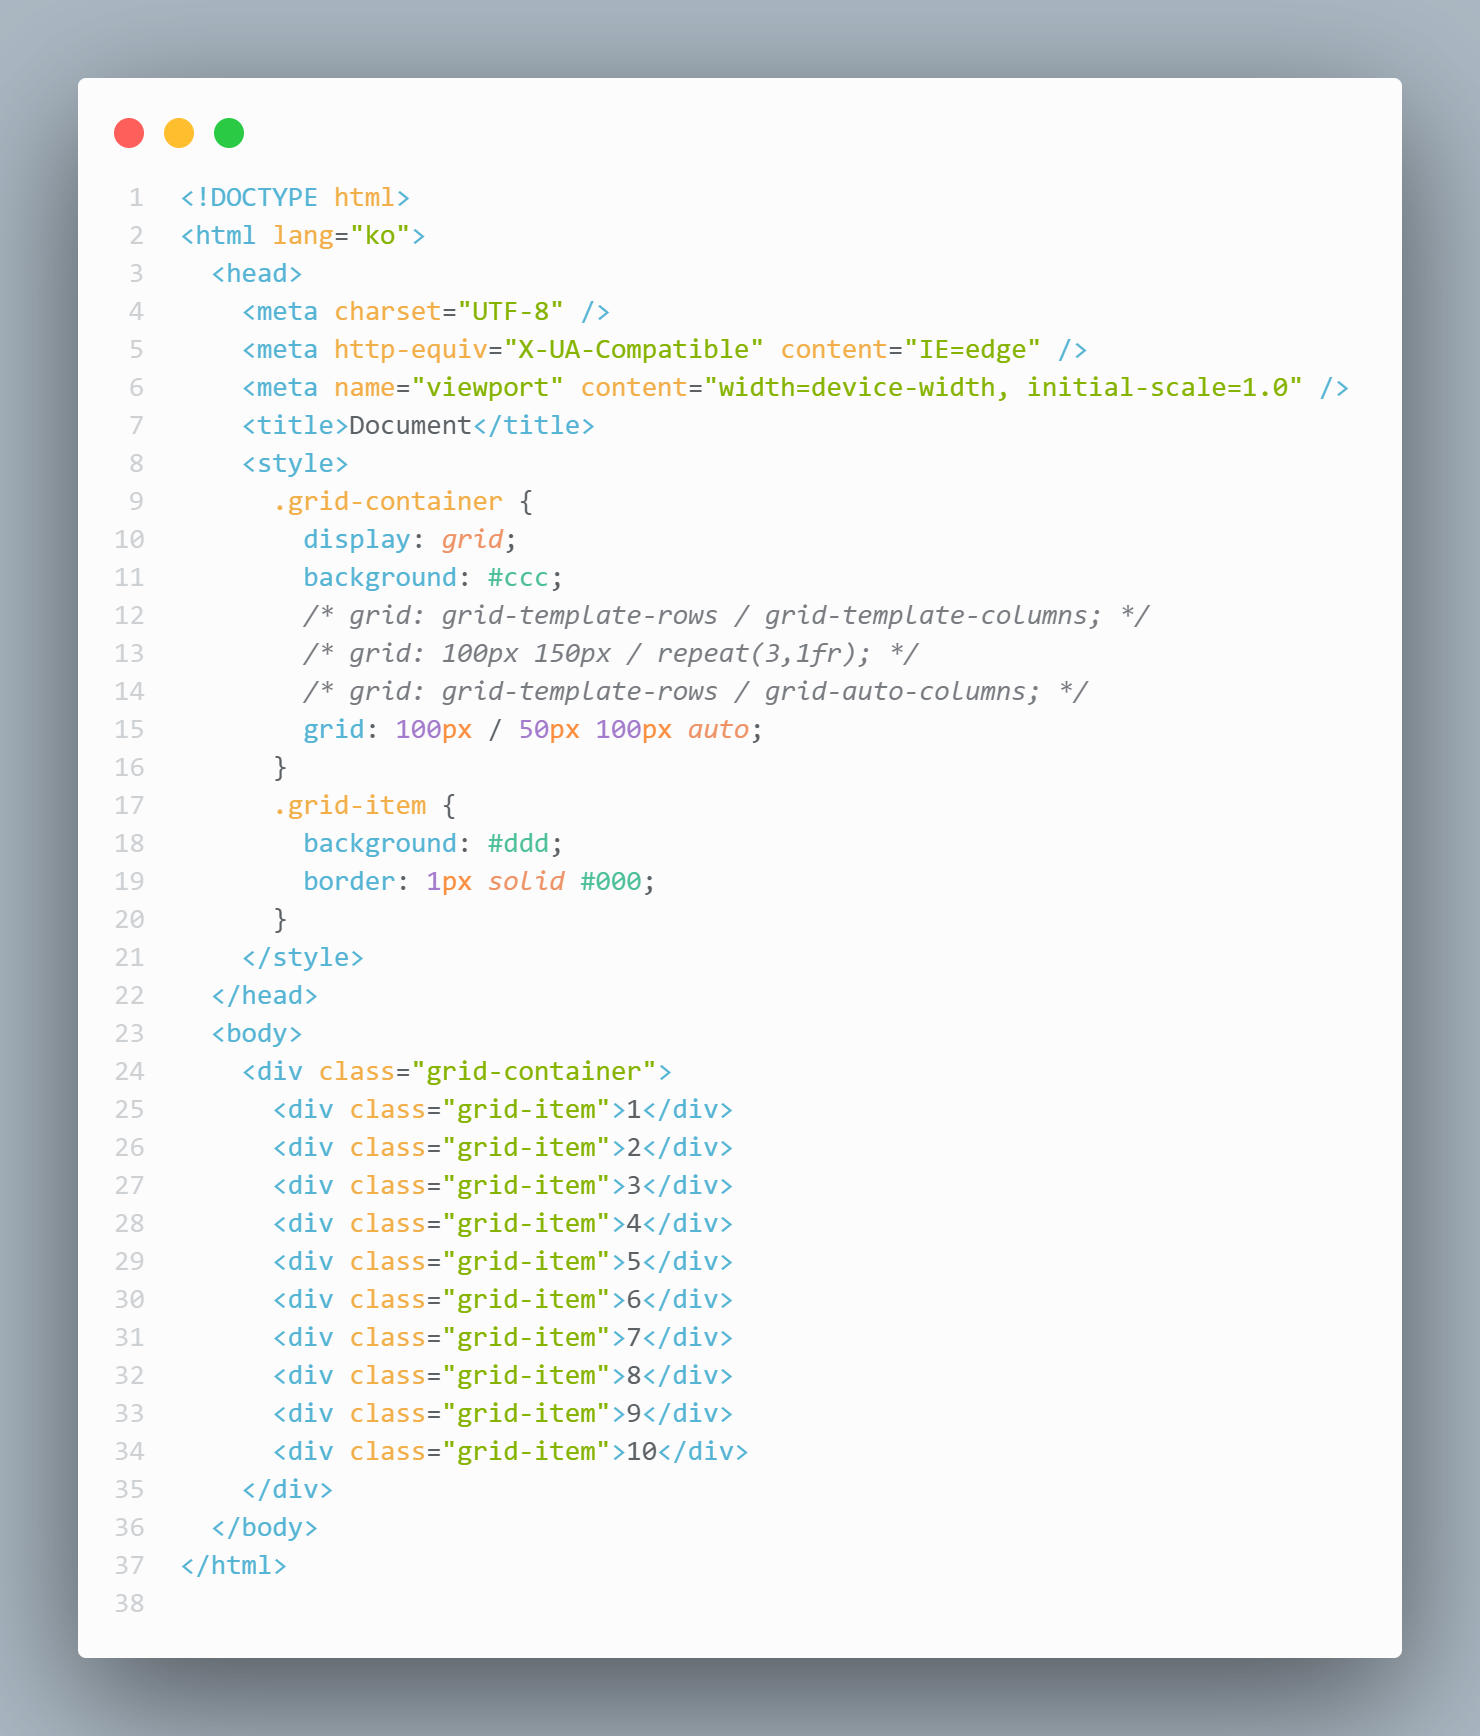 1 <!DOCTYPE html>
2 <html lang="ko">
3   <head>
4     <meta charset="UTF-8" />
5     <meta http-equiv="X-UA-Compatible" content="IE=edge" />
6     <meta name="viewport" content="width=device-width, initial-scale=1.0" />
7     <title>Document</title>
8     <style>
9       .grid-container {
10         display: grid;
11         background: #ccc;
12         /* grid: grid-template-rows / grid-template-columns; */
13         /* grid: 100px 150px / repeat(3,1fr); */
14         /* grid: grid-template-rows / grid-auto-columns; */
15         grid: 100px / 50px 100px auto;
16       }
17       .grid-item {
18         background: #ddd;
19         border: 1px solid #000;
20       }
21     </style>
22   </head>
23   <body>
24     <div class="grid-container">
25       <div class="grid-item">1</div>
26       <div class="grid-item">2</div>
27       <div class="grid-item">3</div>
28       <div class="grid-item">4</div>
29       <div class="grid-item">5</div>
30       <div class="grid-item">6</div>
31       <div class="grid-item">7</div>
32       <div class="grid-item">8</div>
33       <div class="grid-item">9</div>
34       <div class="grid-item">10</div>
35     </div>
36   </body>
37 </html>
38